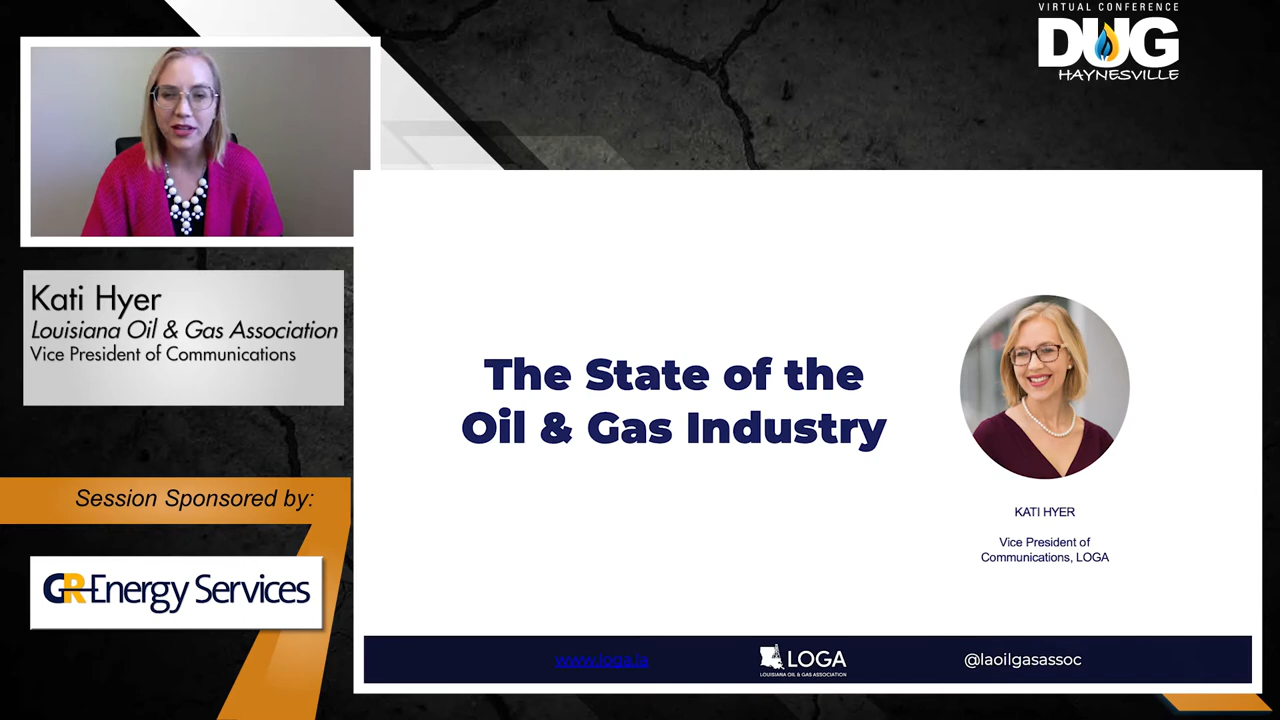 VIRTUAL CONFERENCE
DUG
HAYNESVILLE
Kati Hyer
Louisiana Oil & Gas Association
Vice President of Communications
Session Sponsored by:
GR Energy Services
The State of the
Oil & Gas Industry
KATI HYER
Vice President of
Communications, LOGA
www.loga.la
LOGA
LOUISIANA OIL & GAS ASSOCIATION
@laoilgasassoc